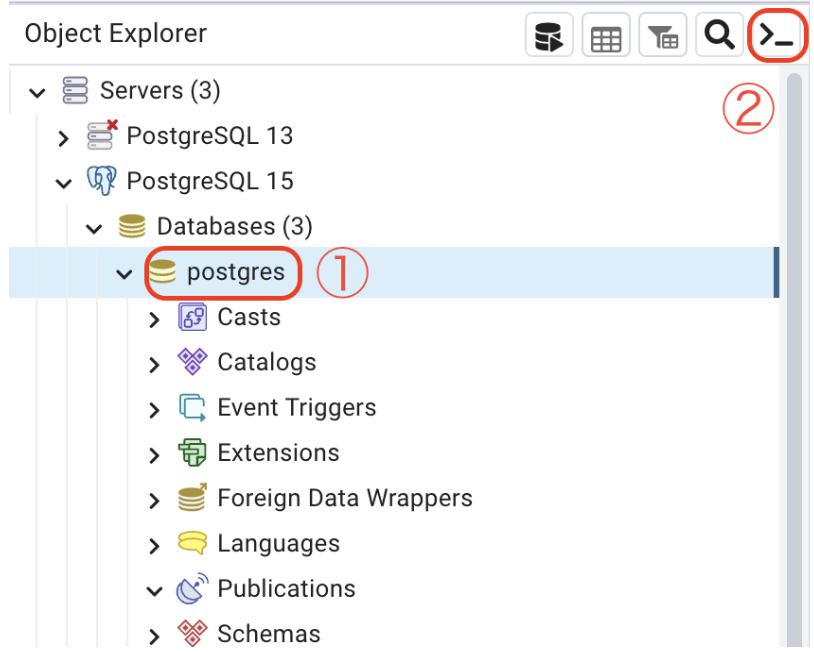 Object Explorer
②
Servers (3)
PostgreSQL 13
PostgreSQL 15
Databases (3)
postgres ①
Casts
Catalogs
Event Triggers
Extensions
Foreign Data Wrappers
Languages
Publications
Schemas